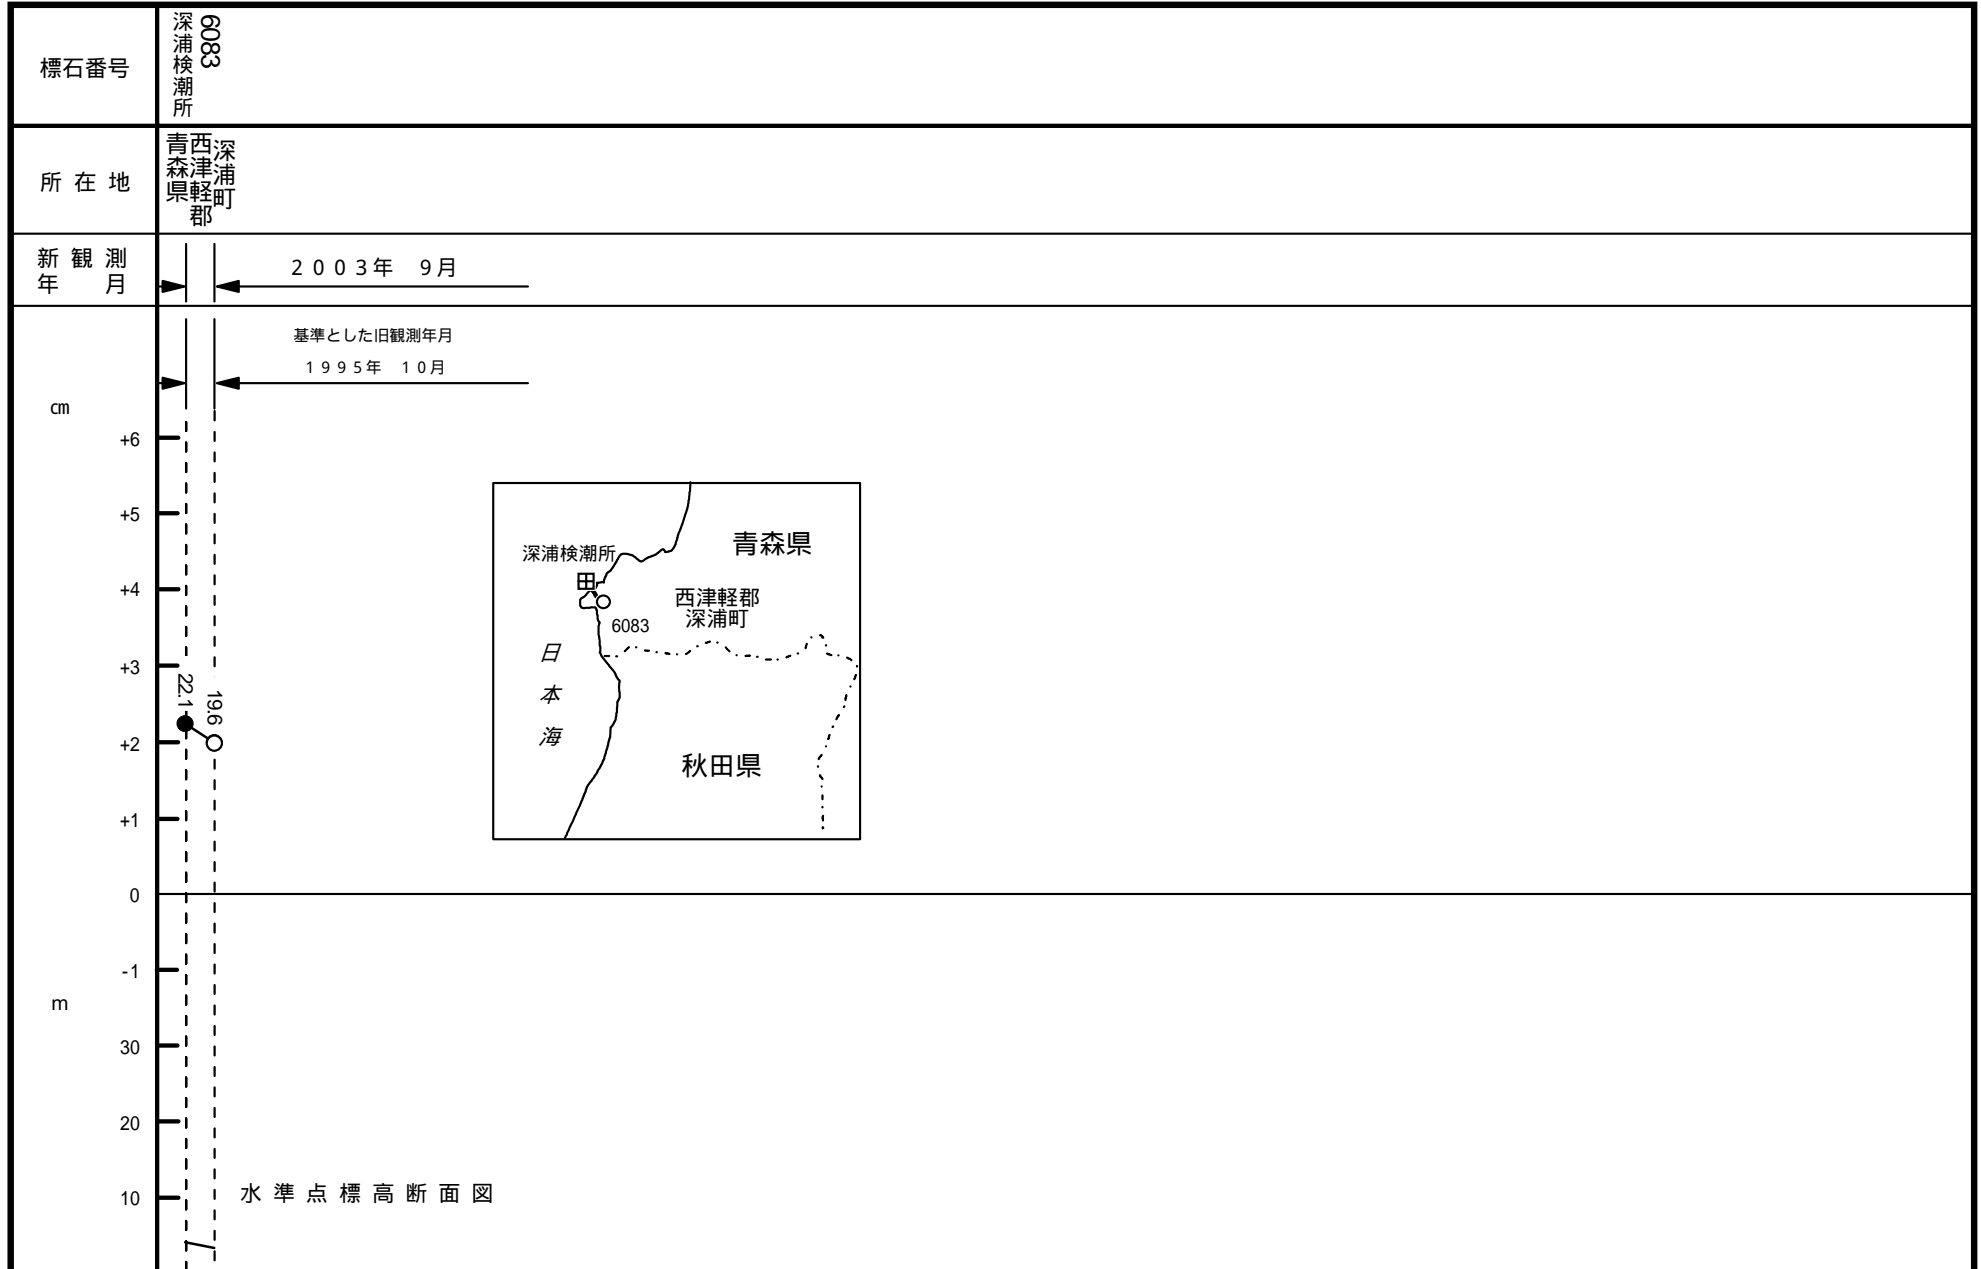 標石番号
深浦検潮所
6083
所在地
青森県
西津軽郡
深浦町
新観測
年　月
2003年 9月
基準とした旧観測年月
1995年 10月
㎝
+6
+5
+4
+3
+2
+1
0
-1
22.1
19.6
青森県
深浦検潮所
西津軽郡
深浦町
6083
日本海
秋田県
m
30
20
10
水準点標高断面図